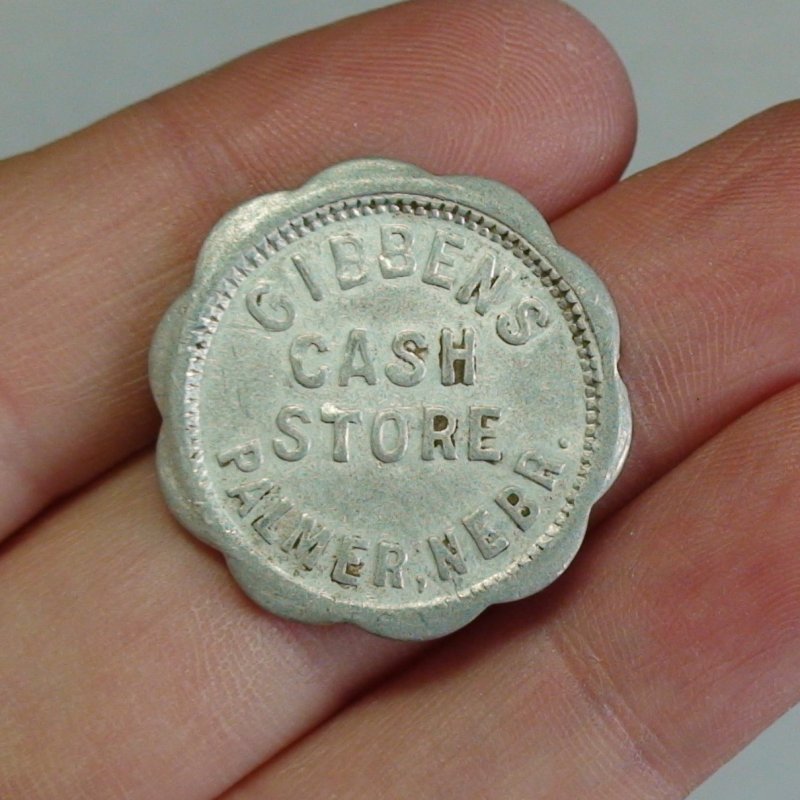 GIBBENS
CASH
STORE
PALMER, NEBR.